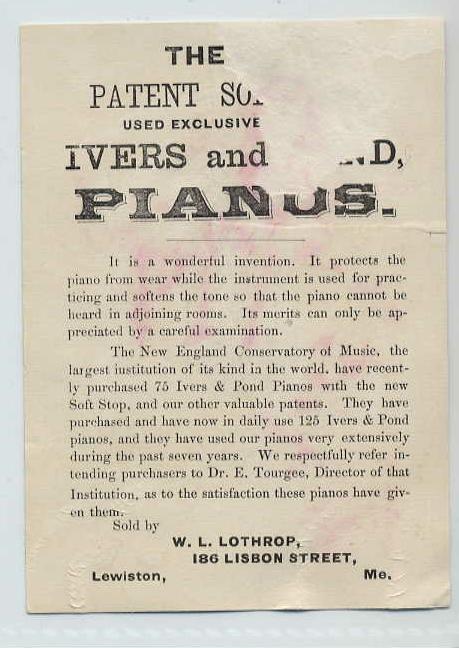 THE
PATENT
USED
IVERS and
PIANOS.
It is a wonderful invention. It protects the
piano from wear while the instrument is used for prac-
ticing and softens the tone so that the piano cannot be
heard in adjoining rooms. Its merits can only be ap-
preciated by a careful examination.
The New England Conservatory of Music, the
largest institution of its kind in the world, have recent-
ly purchased 75 Ivers & Pond Pianos with the new
Soft Stop, and our other valuable patents. They have
purchased and have now in daily use 125 Ivers & Pond
pianos, and they have used our pianos very extensively
during the past seven years. We respectfully refer in-
tending purchasers to Dr. E. Tourgee, Director of that
Institution, as to the satisfaction these pianos have giv-
en them.
Sold by
W. L. LOTHROP,
186 LISBON STREET,
Lewiston, Me.